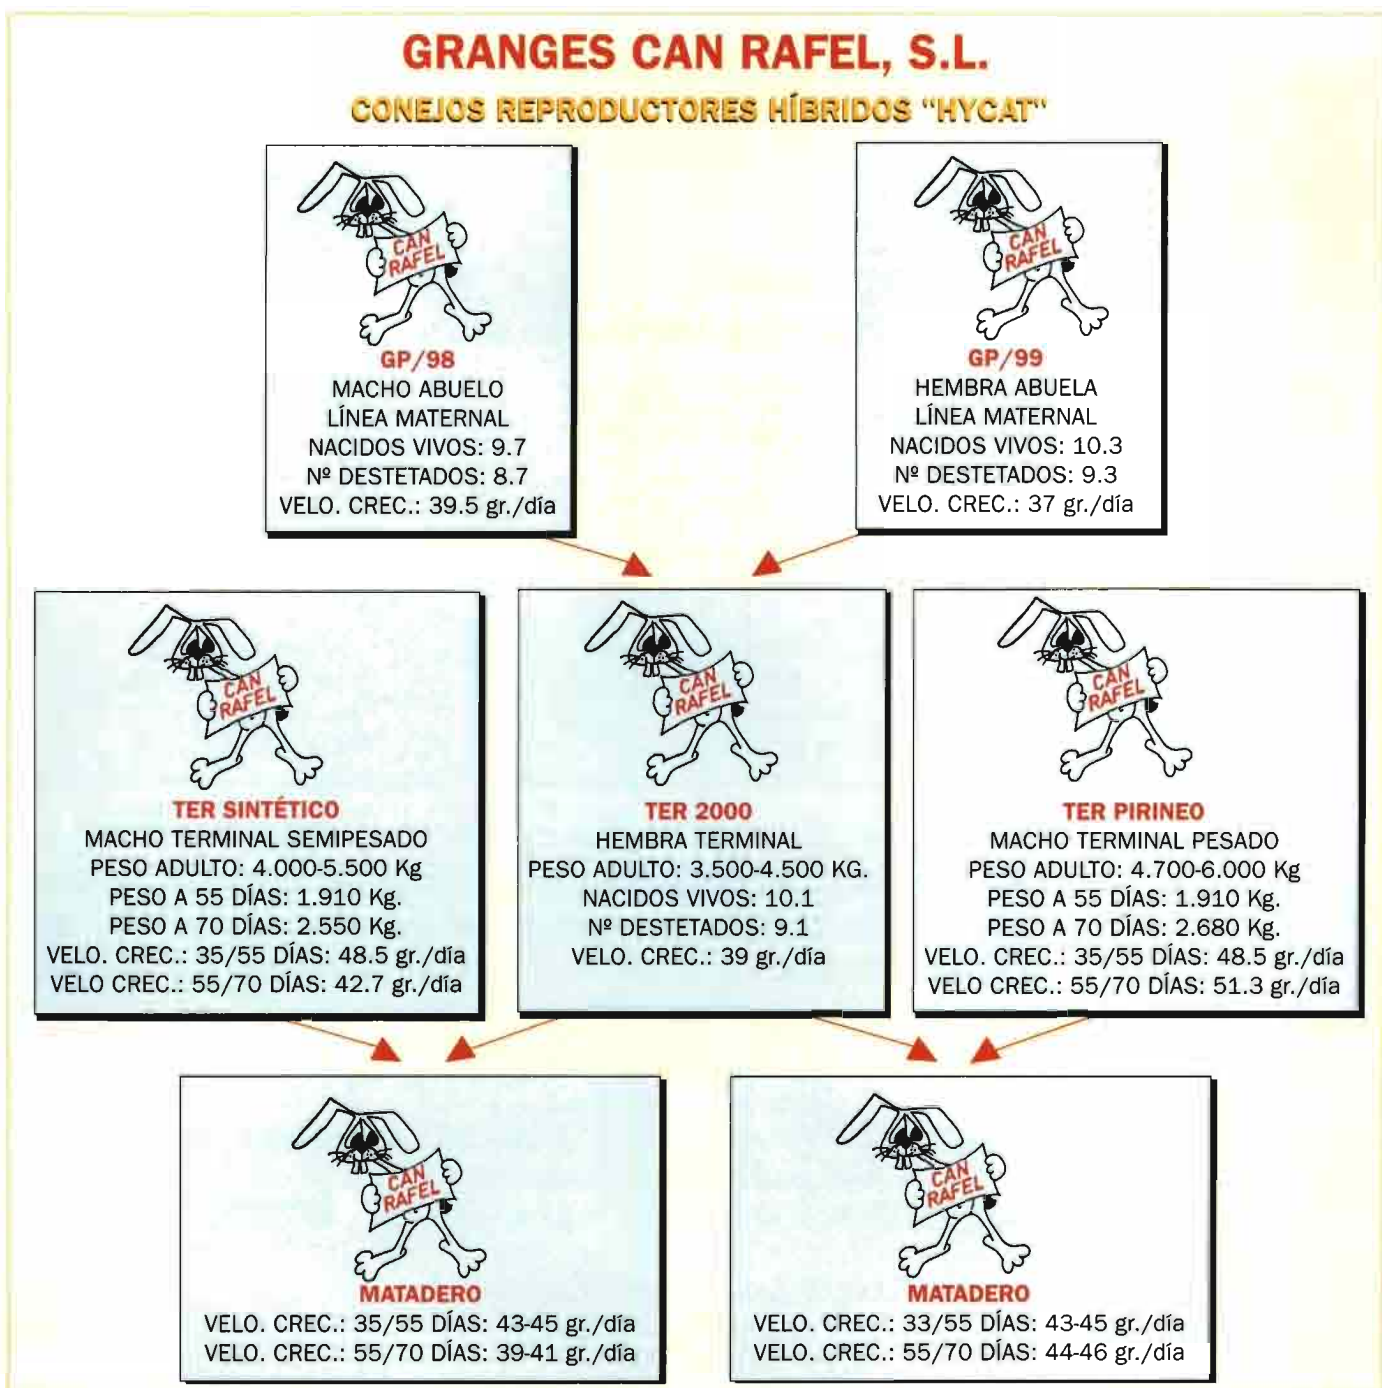 GRANGES CAN RAFEL, S.L.
CONEJOS REPRODUCTORES HÍBRIDOS "HYCAT"
CAN
RAFEL
GP/98
MACHO ABUELO
LÍNEA MATERNAL
NACIDOS VIVOS: 9.7
Nº DESTETADOS: 8.7
VELO. CREC.: 39.5 gr./día
CAN
RAFEL
GP/99
HEMBRA ABUELA
LÍNEA MATERNAL
NACIDOS VIVOS: 10.3
Nº DESTETADOS: 9.3
VELO. CREC.: 37 gr./día
CAN
RAFEL
TER SINTÉTICO
MACHO TERMINAL SEMIPESADO
PESO ADULTO: 4.000-5.500 Kg
PESO A 55 DÍAS: 1.910 Kg.
PESO A 70 DÍAS: 2.550 Kg.
VELO. CREC.: 35/55 DÍAS: 48.5 gr./día
VELO CREC.: 55/70 DÍAS: 42.7 gr./día
CAN
RAFEL
TER 2000
HEMBRA TERMINAL
PESO ADULTO: 3.500-4.500 KG.
NACIDOS VIVOS: 10.1
Nº DESTETADOS: 9.1
VELO. CREC.: 39 gr./día
CAN
RAFEL
TER PIRINEO
MACHO TERMINAL PESADO
PESO ADULTO: 4.700-6.000 Kg
PESO A 55 DÍAS: 1.910 Kg.
PESO A 70 DÍAS: 2.680 Kg.
VELO. CREC.: 35/55 DÍAS: 48.5 gr./día
VELO CREC.: 55/70 DÍAS: 51.3 gr./día
CAN
RAFEL
MATADERO
VELO. CREC.: 35/55 DÍAS: 43-45 gr./día
VELO. CREC.: 55/70 DÍAS: 39-41 gr./día
CAN
RAFEL
MATADERO
VELO. CREC.: 33/55 DÍAS: 43-45 gr./día
VELO. CREC.: 55/70 DÍAS: 44-46 gr./día